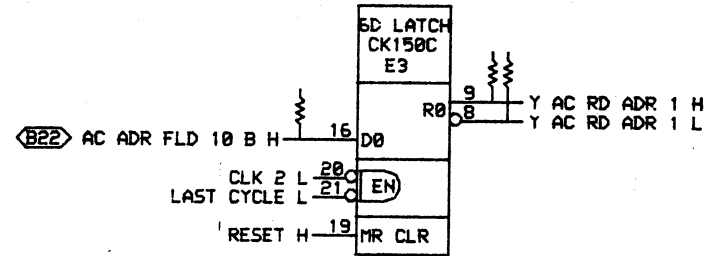 6D LATCH
CK150C
E3
9
R0
Y AC RD ADR 1 H
8
Y AC RD ADR 1 L
B22 AC ADR FLD 10 B H
16
D0
CLK 2 L
20
EN
LAST CYCLE L
21
RESET H
19
MR CLR